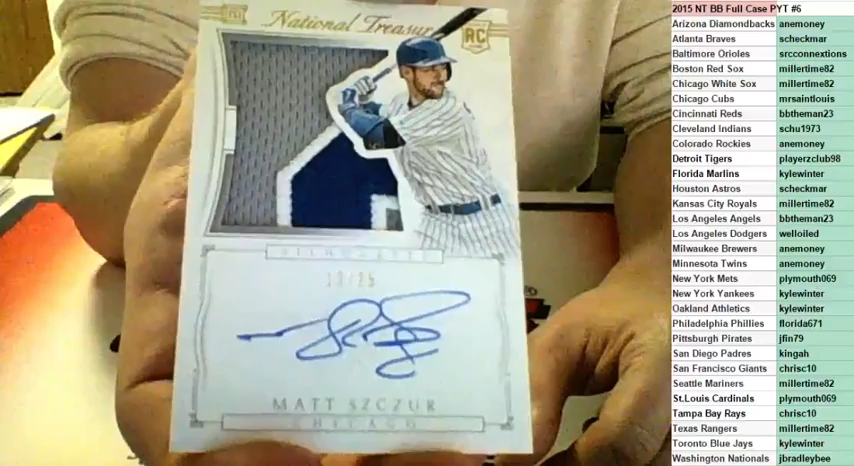 National Treasures
RC
SILHOUETTE
13/25
MATT SZCZUR
CHICAGO
2015 NT BB Full Case PYT #6
Arizona Diamondbacks anemoney
Atlanta Braves scheckmar
Baltimore Orioles srcconnextions
Boston Red Sox millertime82
Chicago White Sox millertime82
Chicago Cubs mrsaintlouis
Cincinnati Reds bbtheman23
Cleveland Indians schu1973
Colorado Rockies anemoney
Detroit Tigers playerzclub98
Florida Marlins kylewinter
Houston Astros scheckmar
Kansas City Royals millertime82
Los Angeles Angels bbtheman23
Los Angeles Dodgers welloiled
Milwaukee Brewers anemoney
Minnesota Twins anemoney
New York Mets plymouth069
New York Yankees kylewinter
Oakland Athletics kylewinter
Philadelphia Phillies florida671
Pittsburgh Pirates jfin79
San Diego Padres kingah
San Francisco Giants chrisc10
Seattle Mariners millertime82
St.Louis Cardinals plymouth069
Tampa Bay Rays chrisc10
Texas Rangers millertime82
Toronto Blue Jays kylewinter
Washington Nationals jbradleybee